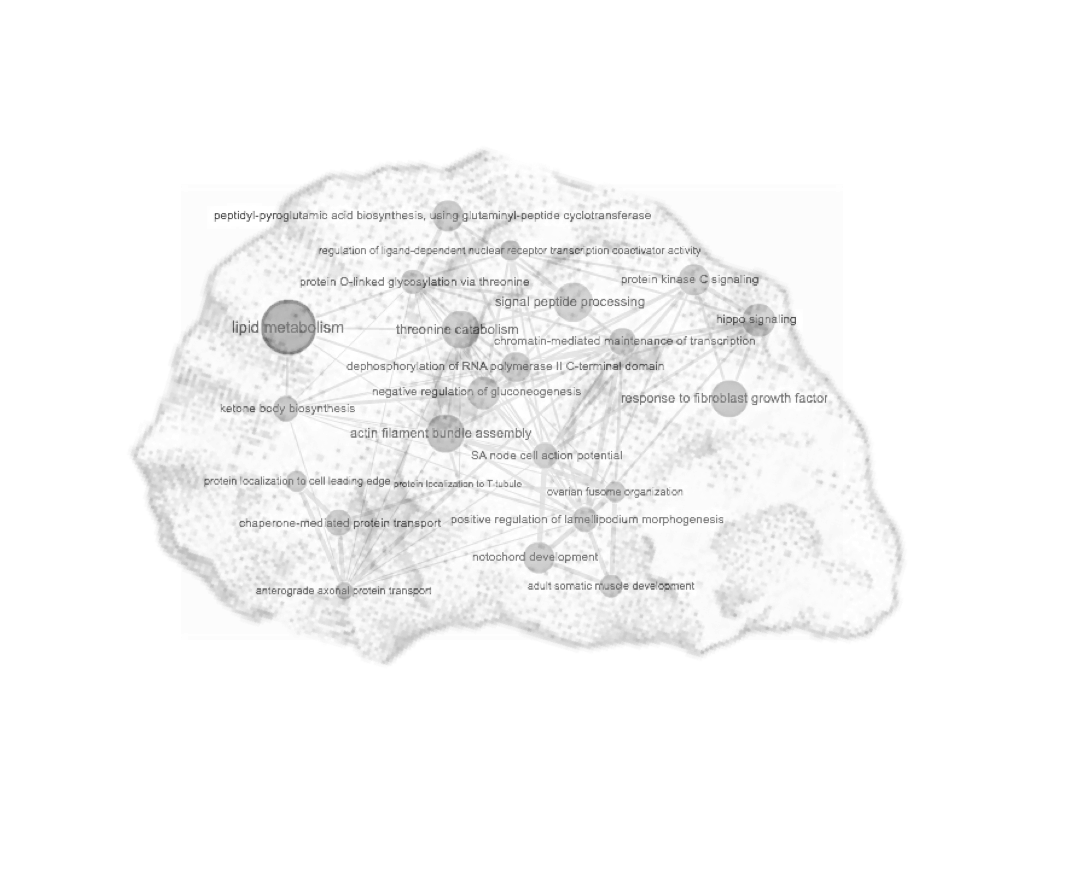 peptidyl-pyroglutamic acid biosynthesis, using glutaminyl-peptide cyclotransferase
regulation of ligand-dependent nuclear receptor transcription coactivator activity
protein O-linked glycosylation via threonine
protein kinase C signaling
signal peptide processing
hippo signaling
lipid metabolism
threonine catabolism
chromatin-mediated maintenance of transcription
dephosphorylation of RNA polymerase II C-terminal domain
negative regulation of gluconeogenesis
response to fibroblast growth factor
ketone body biosynthesis
actin filament bundle assembly
SA node cell action potential
protein localization to cell leading edge
protein localization to T-tubule
ovarian fusome organization
chaperone-mediated protein transport
positive regulation of lamellipodium morphogenesis
notochord development
adult somatic muscle development
anterograde axonal protein transport